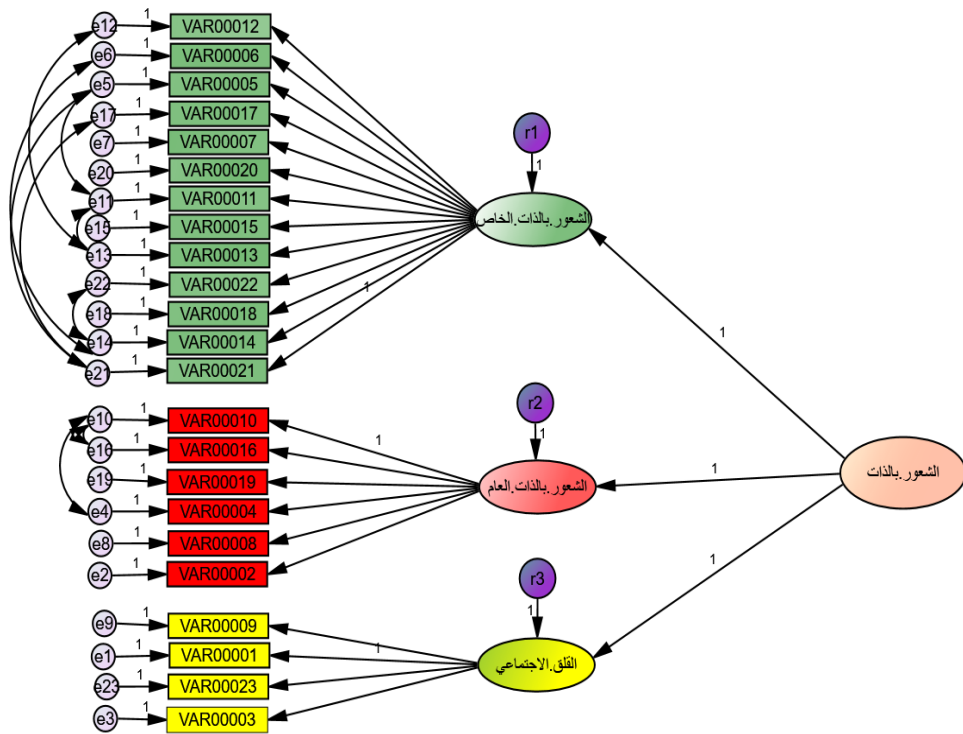 e12 1 VAR00012
e6 1 VAR00006
e5 1 VAR00005
e17 1 VAR00017
e7 1 VAR00007
e20 1 VAR00020
e11 1 VAR00011
e15 1 VAR00015
e13 1 VAR00013
e22 1 VAR00022
e18 1 VAR00018
e14 1 VAR00014
e21 1 VAR00021
1
r1
1
الشعور.بالذات.الخاص
1
e10 1 VAR00010
e16 1 VAR00016
e19 1 VAR00019
e4 1 VAR00004
e8 1 VAR00008
e2 1 VAR00002
1
r2
1
الشعور.بالذات.العام
1
الشعور.بالذات
e9 1 VAR00009
e1 1 VAR00001
e23 1 VAR00023
e3 1 VAR00003
1
r3
1
القلق.الاجتماعي
1